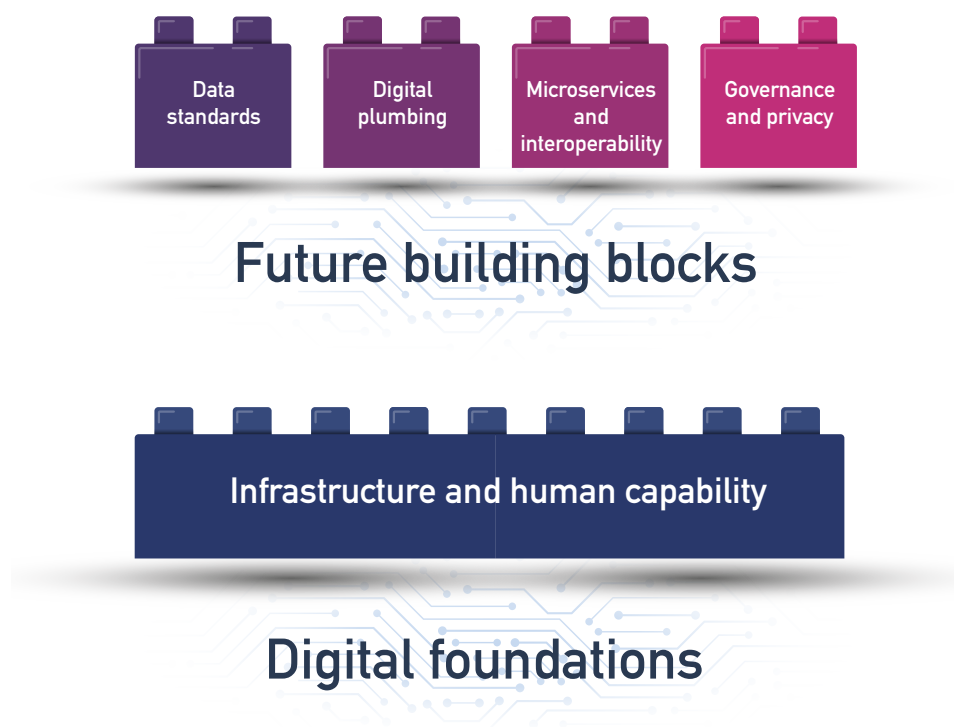 Data
standards
Digital
plumbing
Microservices
and
interoperability
Governance
and privacy
Future building blocks
Infrastructure and human capability
Digital foundations